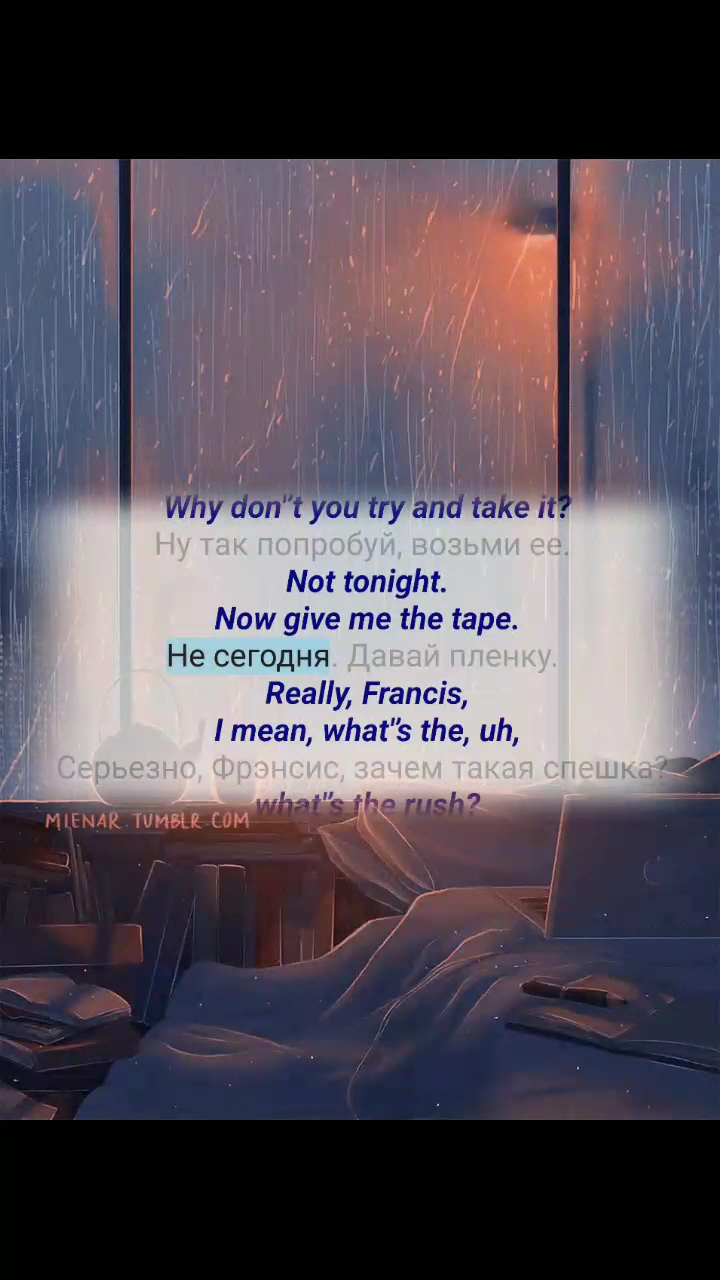 Why don"t you try and take it?
Ну так попробуй, возьми ее.
Not tonight.
Now give me the tape.
Не сегодня. Давай пленку.
Really, Francis,
I mean, what"s the, uh,
Серьезно, Фрэнсис, зачем такая спешка?
what"s the rush?
MIENAR.TUMBLR.COM